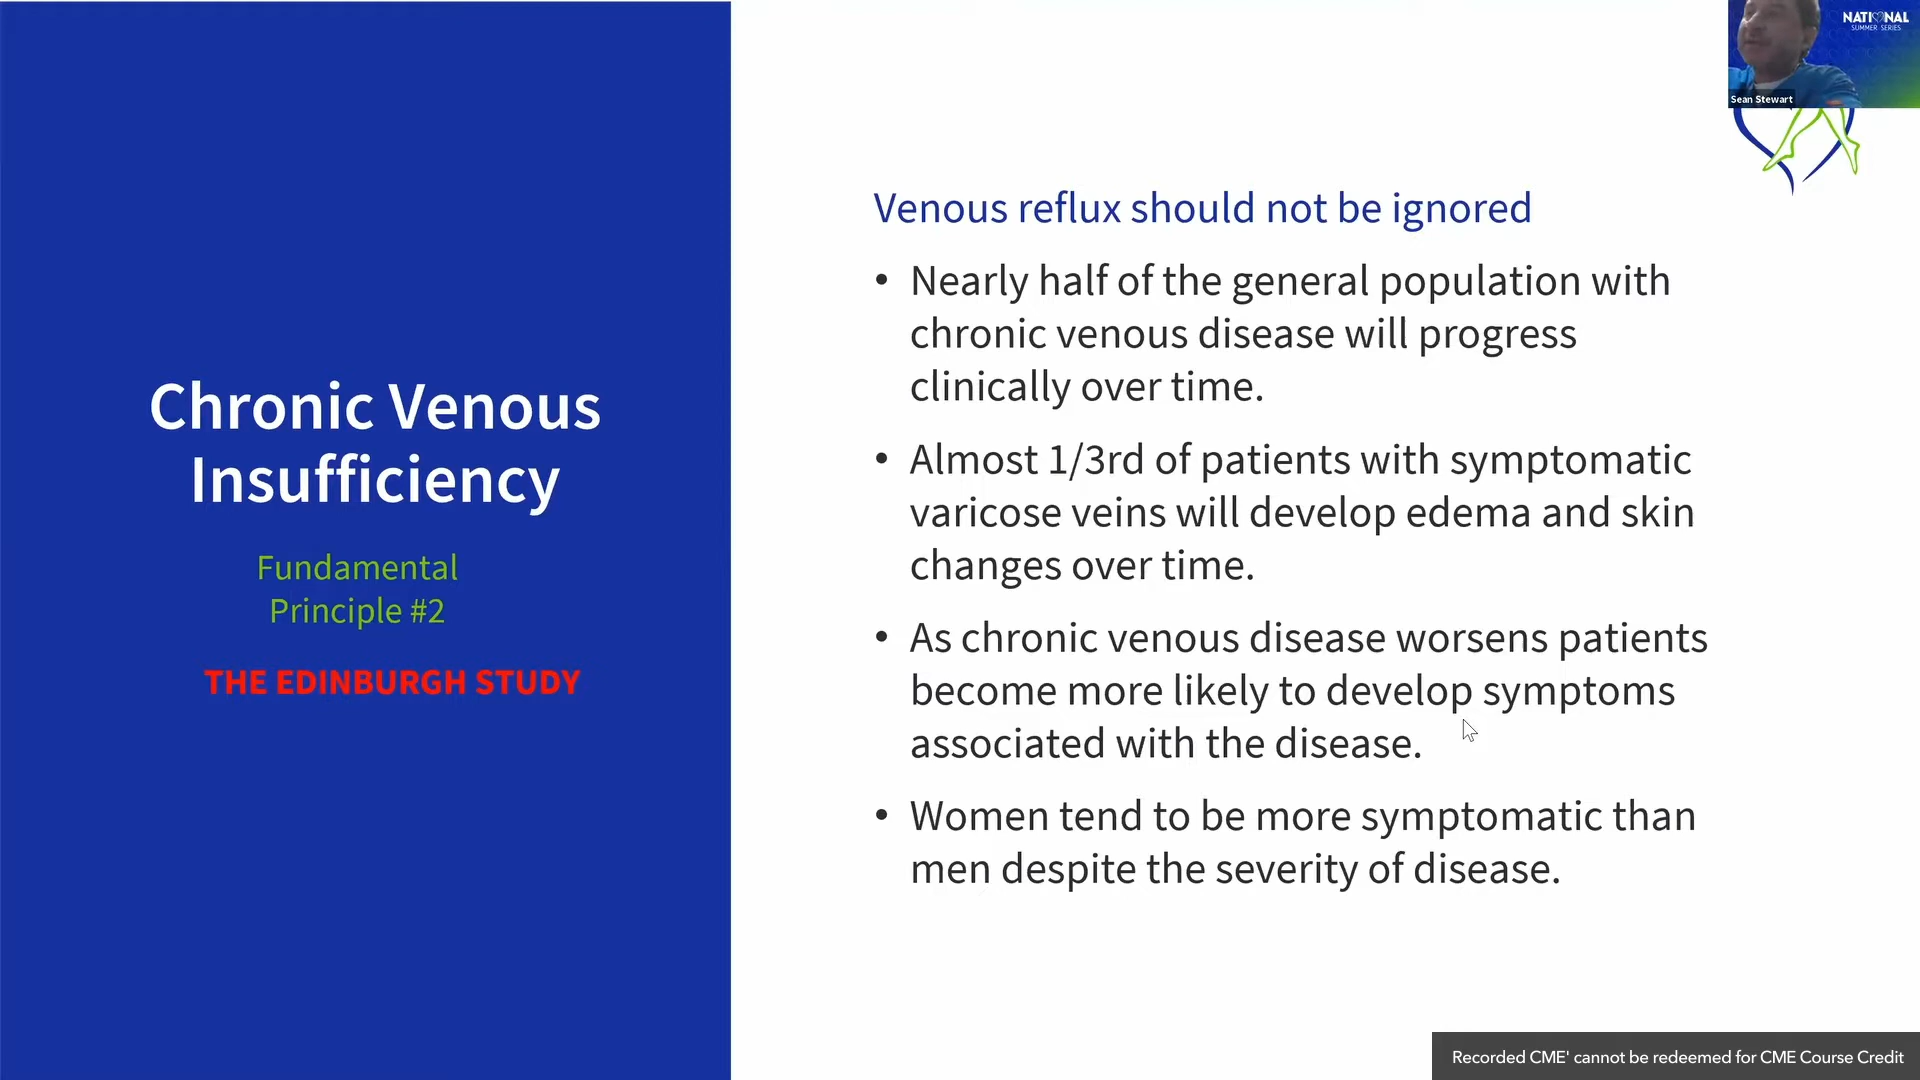 NATIONAL
SUMMER SERIES
Sean Stewart
Chronic Venous
Insufficiency
Fundamental
Principle #2
THE EDINBURGH STUDY
Venous reflux should not be ignored
• Nearly half of the general population with
chronic venous disease will progress
clinically over time.
• Almost 1/3rd of patients with symptomatic
varicose veins will develop edema and skin
changes over time.
• As chronic venous disease worsens patients
become more likely to develop symptoms
associated with the disease.
• Women tend to be more symptomatic than
men despite the severity of disease.
Recorded CME' cannot be redeemed for CME Course Credit